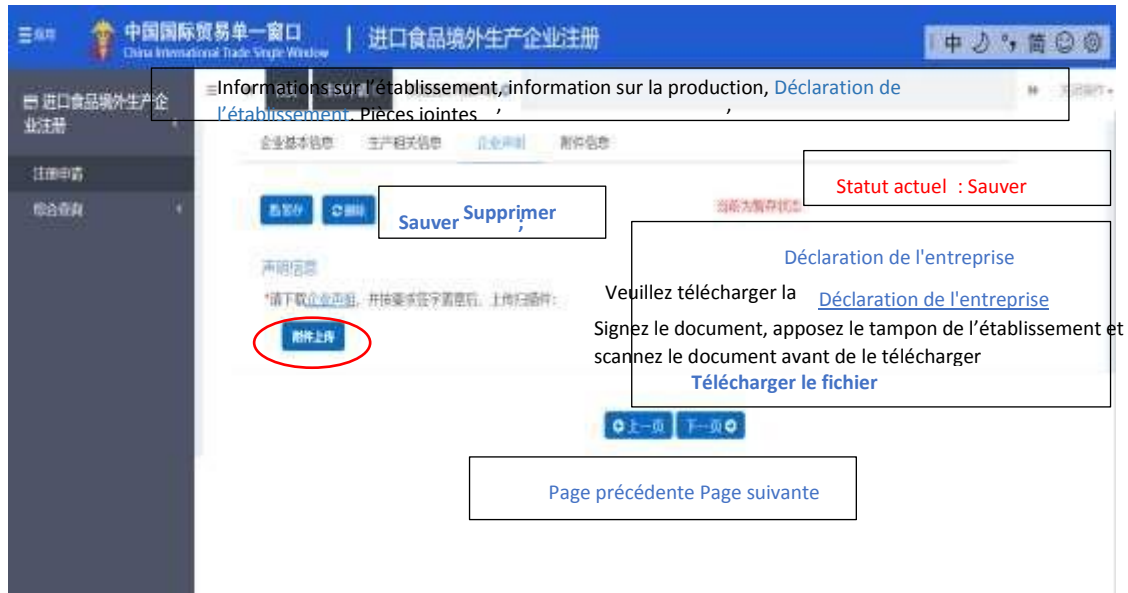 中国国际贸易单一窗口 | 进口食品境外生产企业注册
China International Trade Single Window
中 简
进口食品境外生产企业注册
Informations sur l'établissement, information sur la production, Déclaration de
l'établissement, Pièces jointes , ,
企业基本信息 生产相关信息 企业声明 附件信息
注册申请
综合查询
Statut actuel : Sauver
暂存 删除
Sauver Supprimer ;
当前为暂存状态
声明信息
Déclaration de l'entreprise
*请下载企业声明，并按要求签字盖章后，上传扫描件：
Veuillez télécharger la Déclaration de l'entreprise
附件上传
Signez le document, apposez le tampon de l'établissement et
scannez le document avant de le télécharger
Télécharger le fichier
上一页 下一页
Page précédente Page suivante